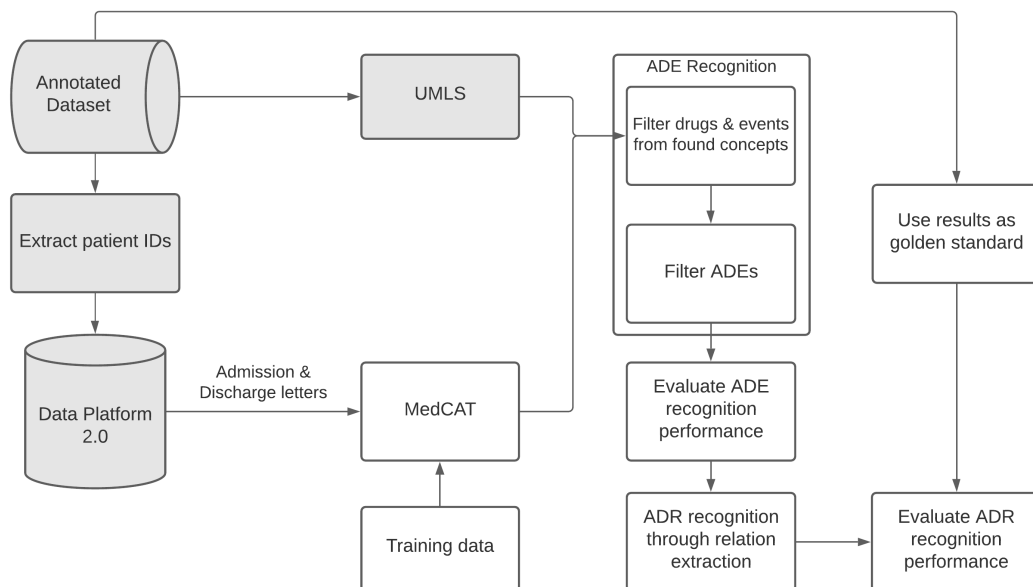 Annotated
Dataset
UMLS
ADE Recognition
Filter drugs & events
from found concepts
Extract patient IDs
Use results as
golden standard
Filter ADEs
Admission &
Discharge letters
Data Platform
2.0
MedCAT
Evaluate ADE
recognition
performance
Training data
ADR recognition
through relation
extraction
Evaluate ADR
recognition
performance